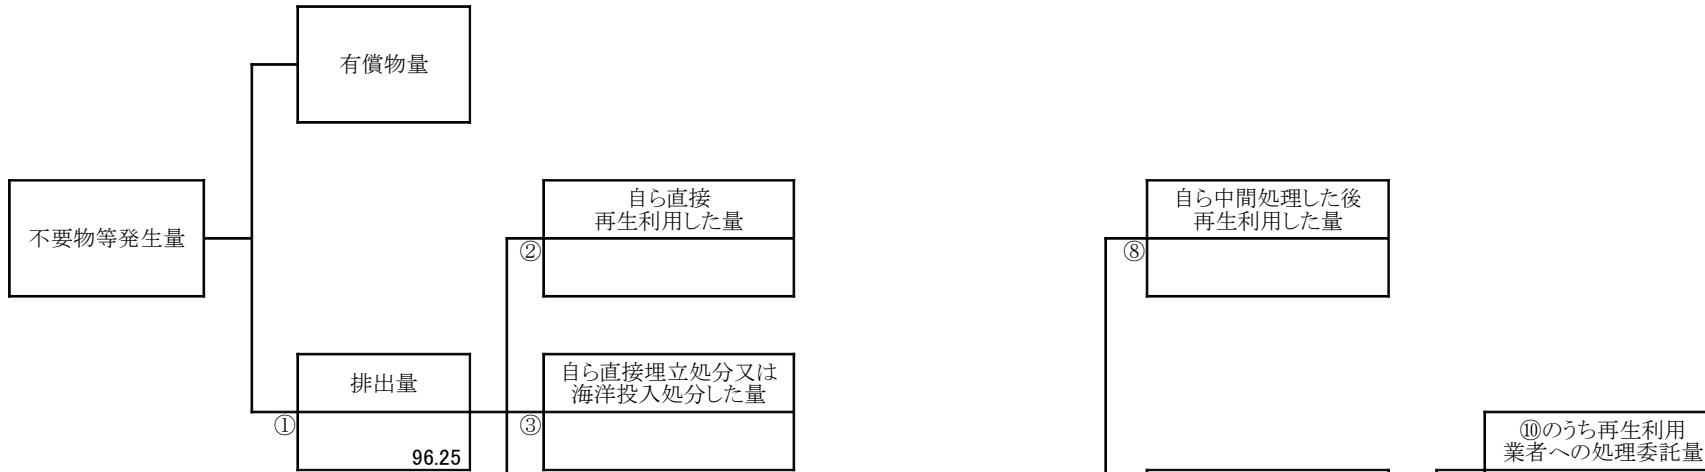 有償物量
不要物等発生量
自ら直接
再生利用した量
②
自ら中間処理した後
再生利用した量
⑧
排出量
①
96.25
自ら直接埋立処分又は
海洋投入処分した量
③
⑩のうち再生利用
業者への処理委託量